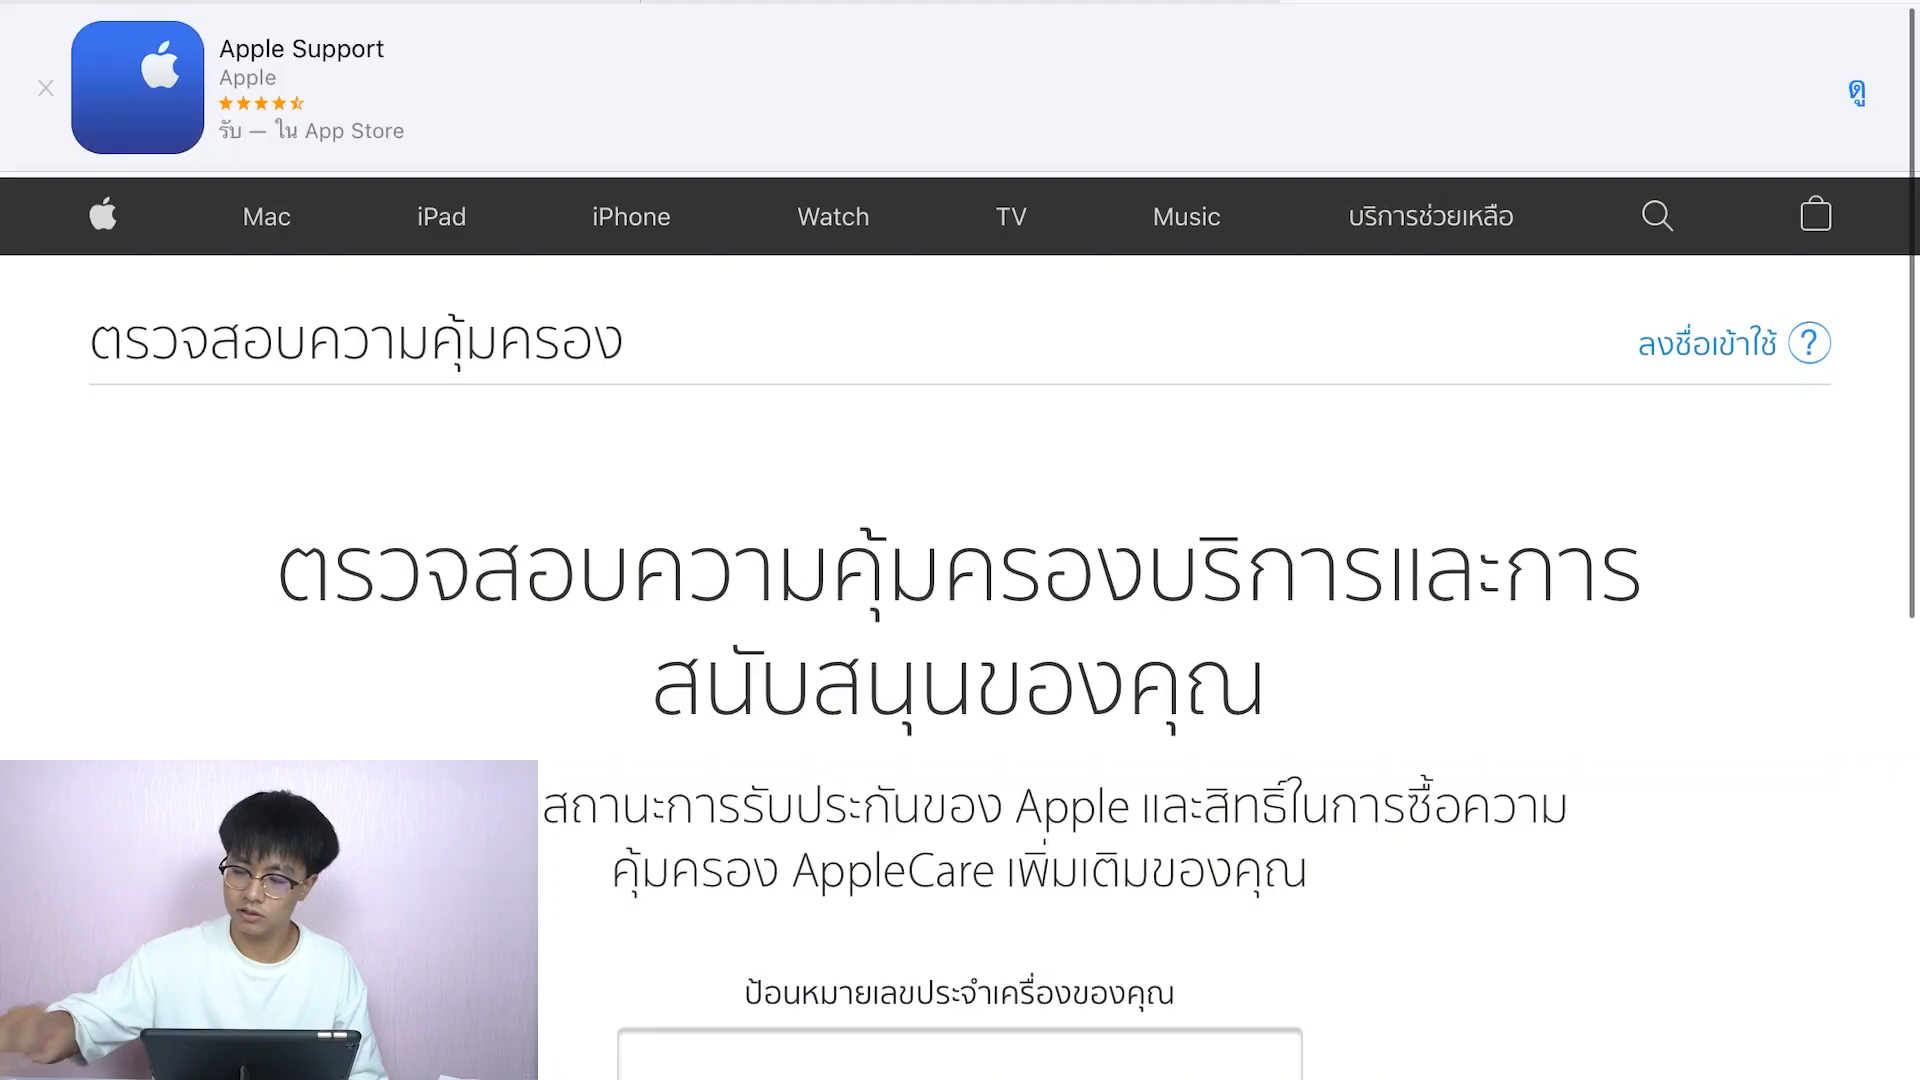 Apple Support
Apple
รับ — ใน App Store
ดู
Mac iPad iPhone Watch TV Music บริการช่วยเหลือ
ตรวจสอบความคุ้มครอง
ลงชื่อเข้าใช้ ?
ตรวจสอบความคุ้มครองบริการและการ
สนับสนุนของคุณ
สถานะการรับประกันของ Apple และสิทธิ์ในการซื้อความ
คุ้มครอง AppleCare เพิ่มเติมของคุณ
ป้อนหมายเลขประจำเครื่องของคุณ